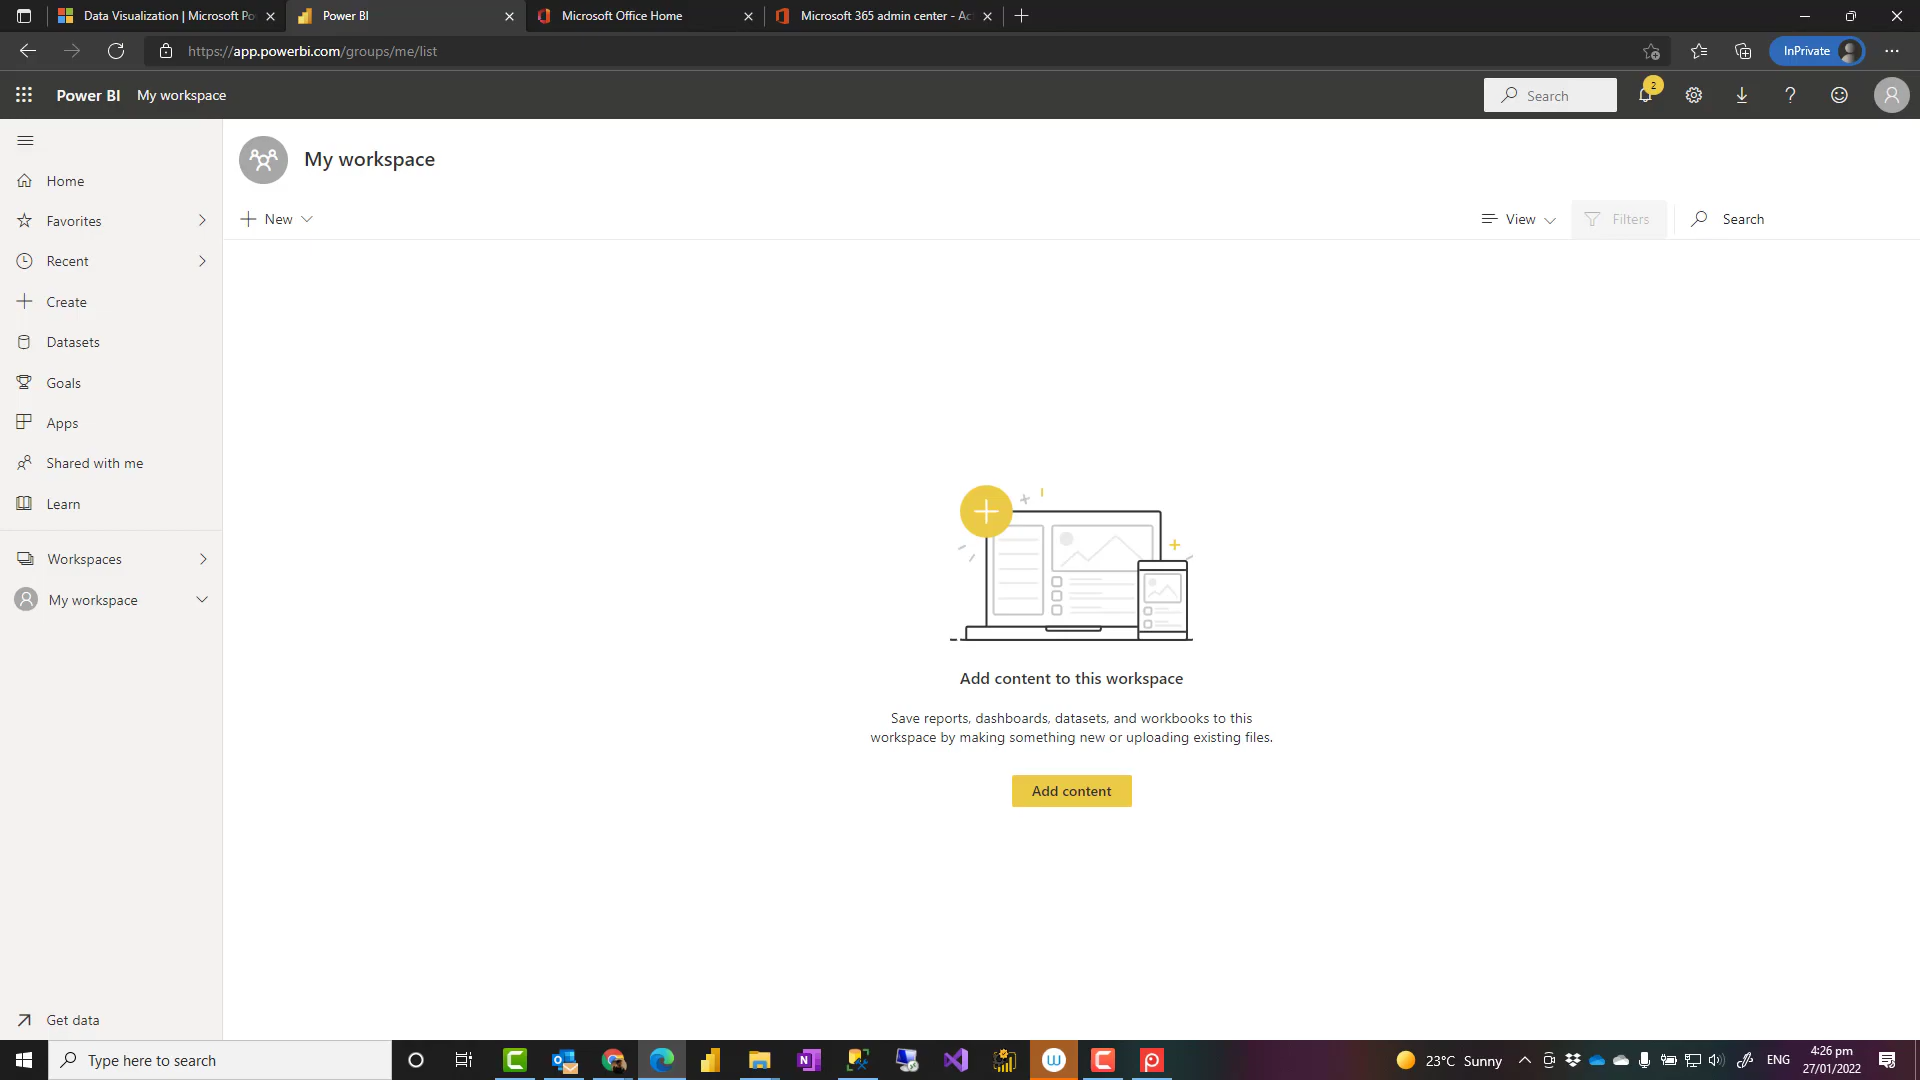 Data Visualization | Microsoft Po
Power BI
Microsoft Office Home
Microsoft 365 admin center - Ac
https://app.powerbi.com/groups/me/list
InPrivate
Power BI
My workspace
Search
2
My workspace
New
View
Filters
Search
Home
Favorites
Recent
Create
Datasets
Goals
Apps
Shared with me
Learn
Workspaces
My workspace
Add content to this workspace
Save reports, dashboards, datasets, and workbooks to this
workspace by making something new or uploading existing files.
Add content
Get data
Type here to search
23°C Sunny
ENG
4:26 pm
27/01/2022